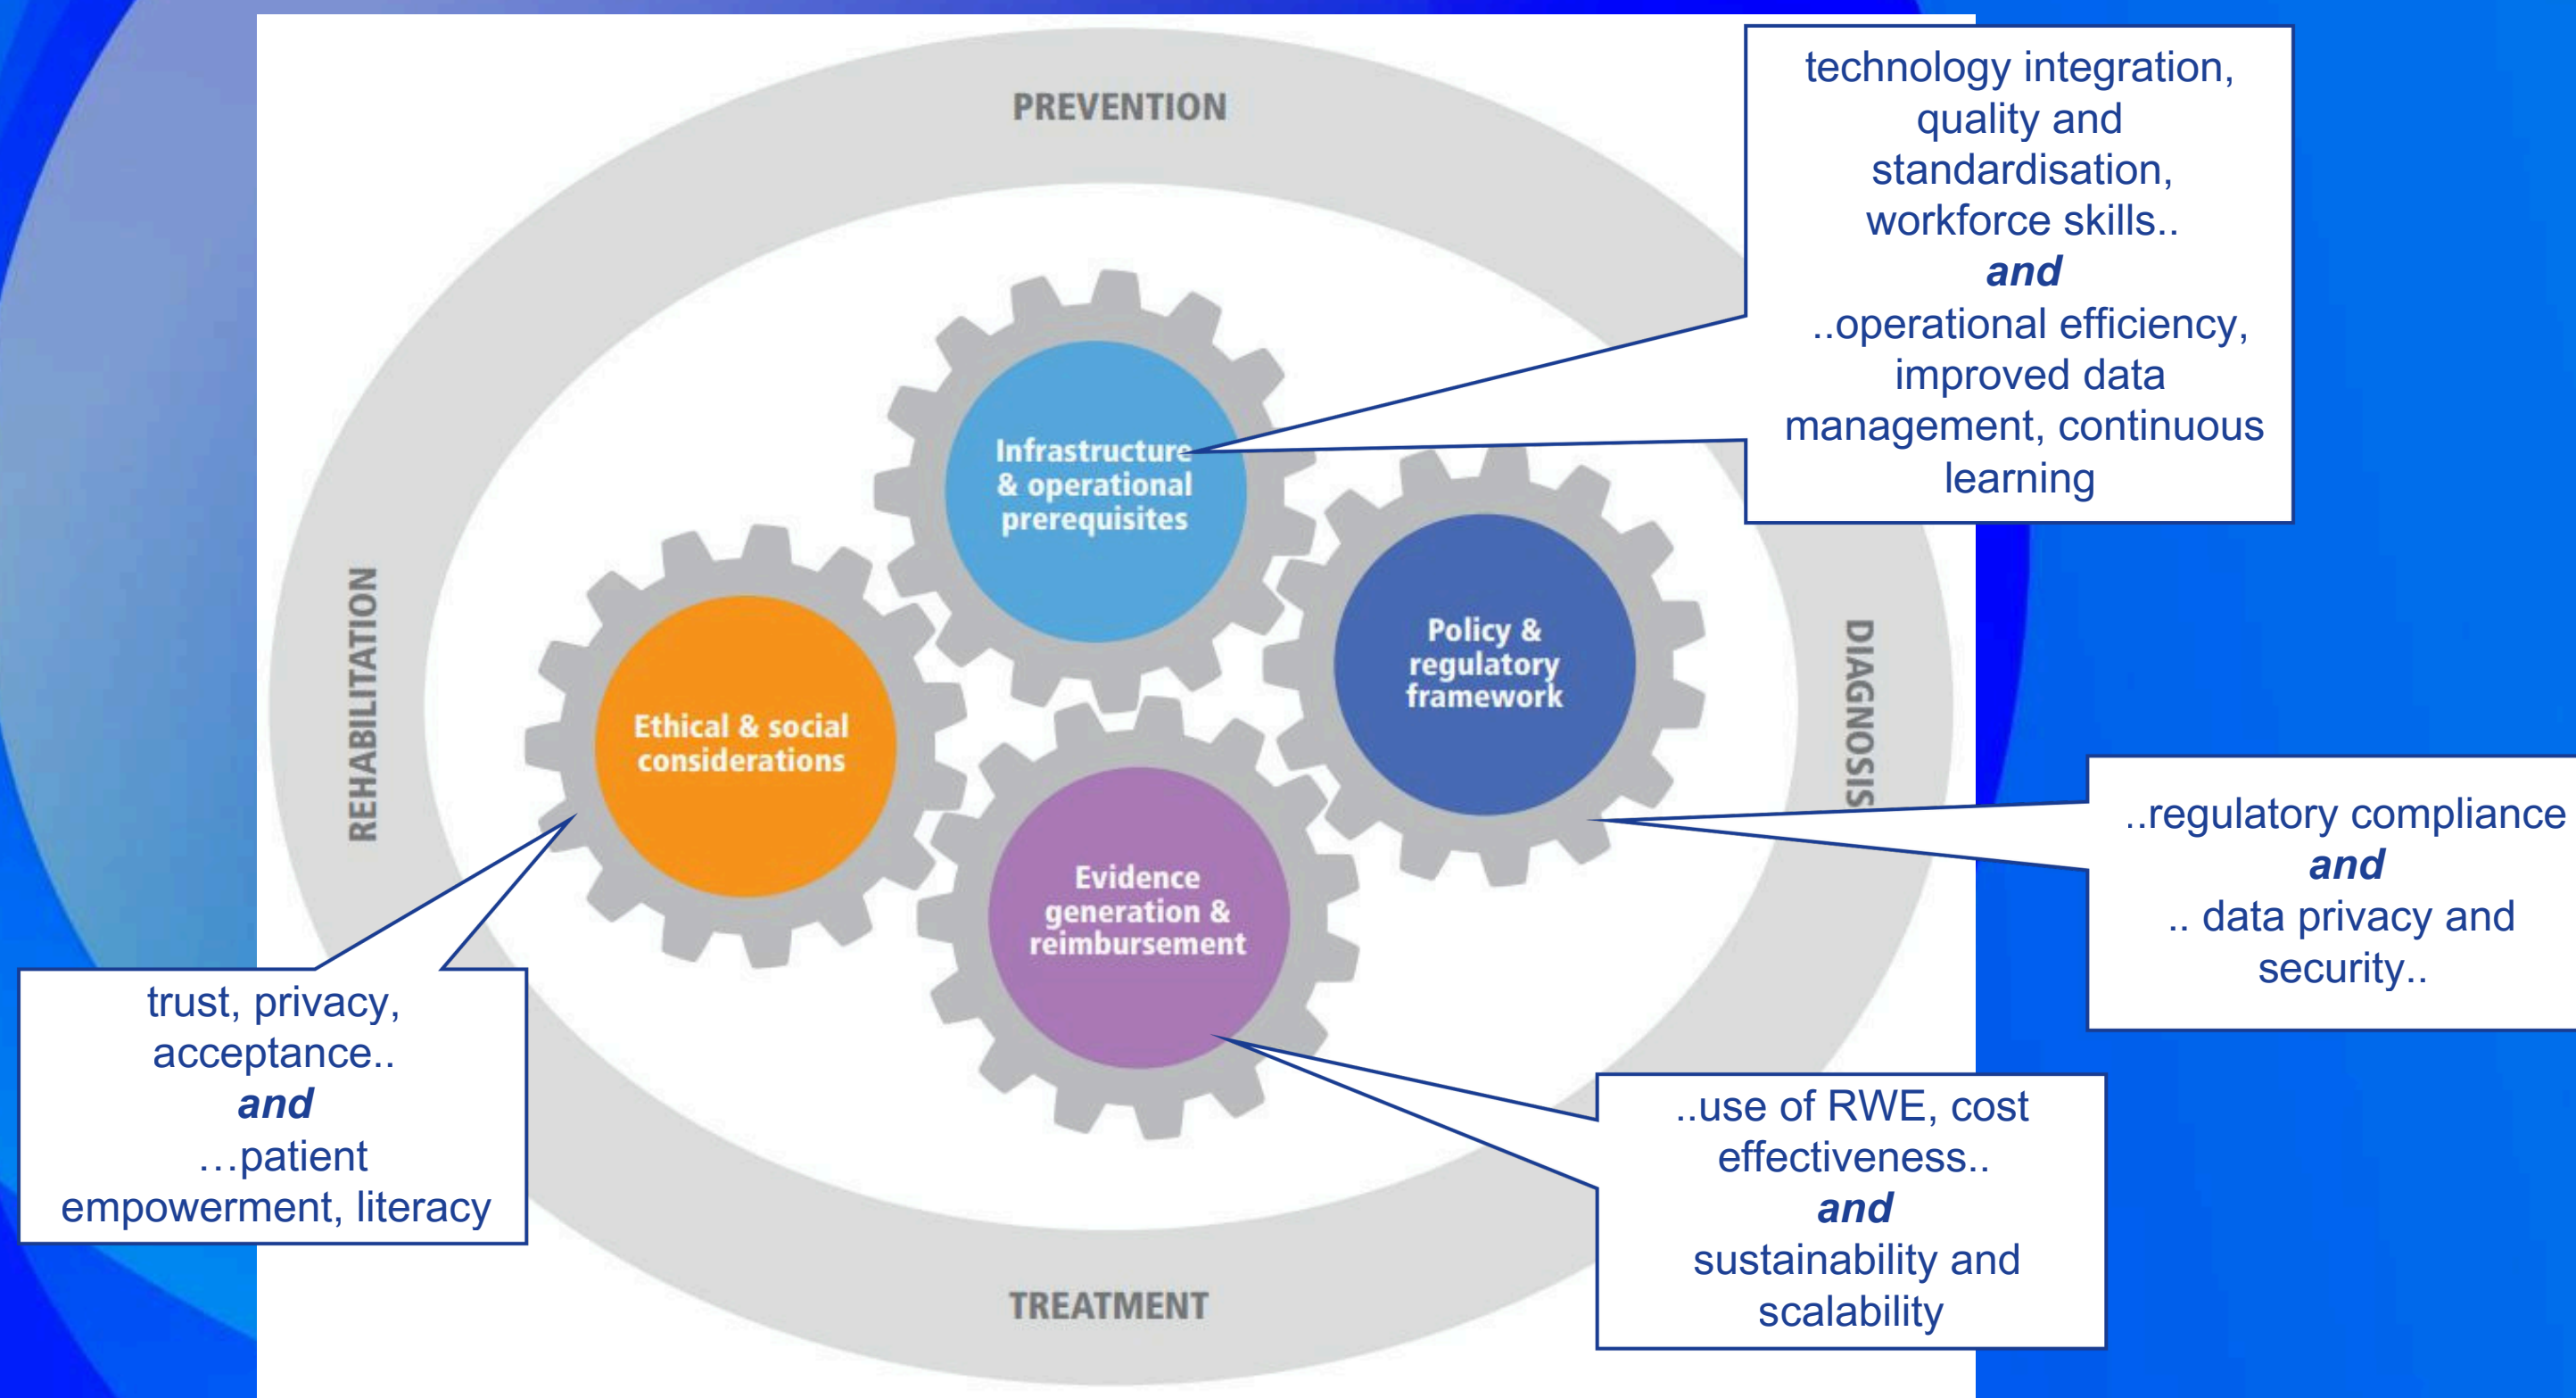 PREVENTION
technology integration,
quality and
standardisation,
workforce skills..
and
..operational efficiency,
improved data
management, continuous
learning
Infrastructure
& operational
prerequisites
REHABILITATION
Policy &
regulatory
framework
DIAGNOSIS
Ethical & social
considerations
..regulatory compliance
and
.. data privacy and
security..
Evidence
generation &
reimbursement
trust, privacy,
acceptance..
and
…patient
empowerment, literacy
..use of RWE, cost
effectiveness..
and
sustainability and
scalability
TREATMENT